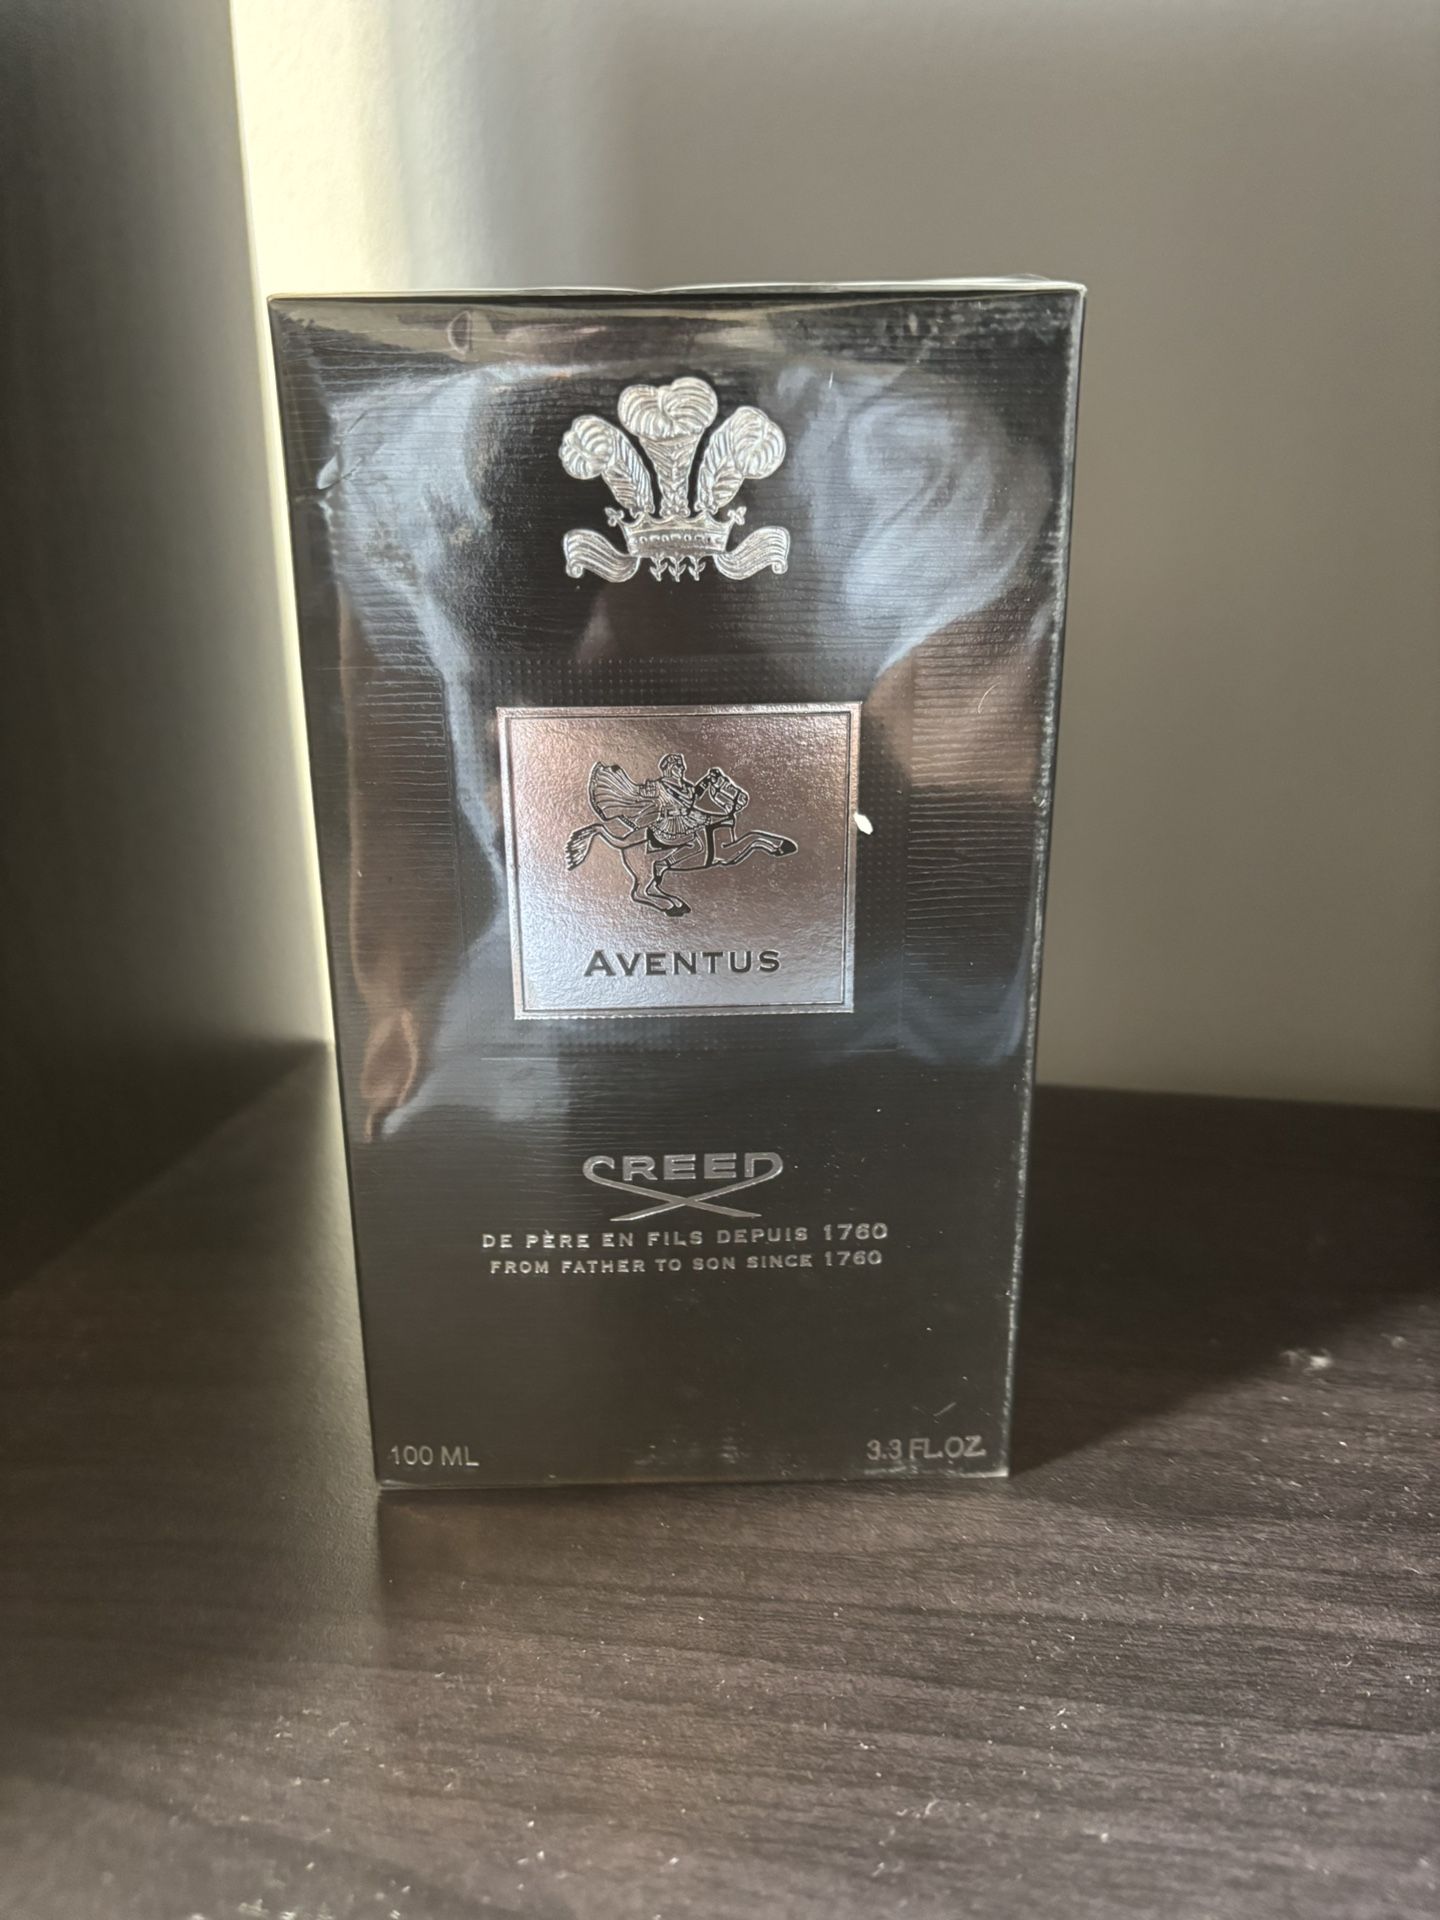 AVENTUS
CREED
DE PÈRE EN FILS DEPUIS 1760
FROM FATHER TO SON SINCE 1760
100 ML 3.3 FL.OZ